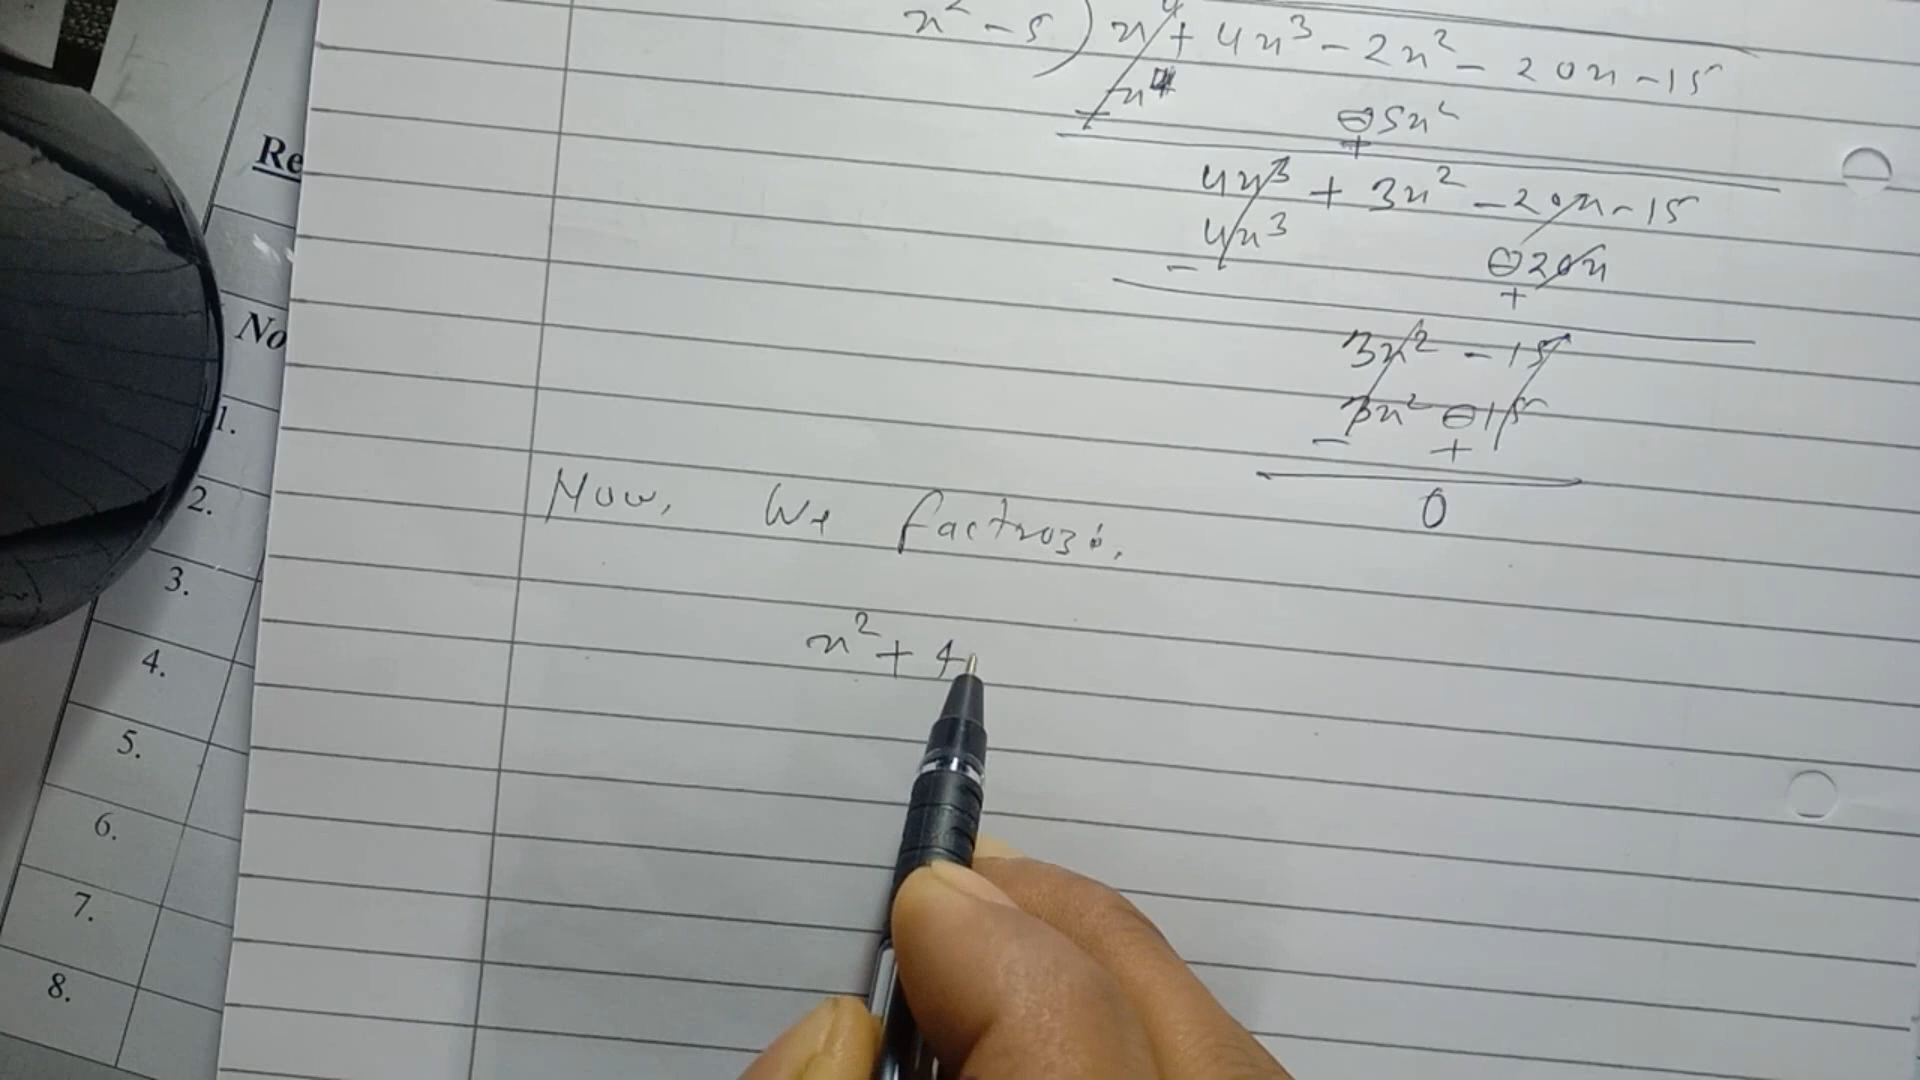 x² - 5 ) x⁴ + 4x³ - 2x² - 20x - 15
x⁴ ⊖5x²
- +
4x³ + 3x² - 20x - 15
4x³ ⊖20x
- +
3x² - 15
3x² ⊖15
- +
0
Now, We factrozi.
x² + 4
Re
No
1.
2.
3.
4.
5.
6.
7.
8.